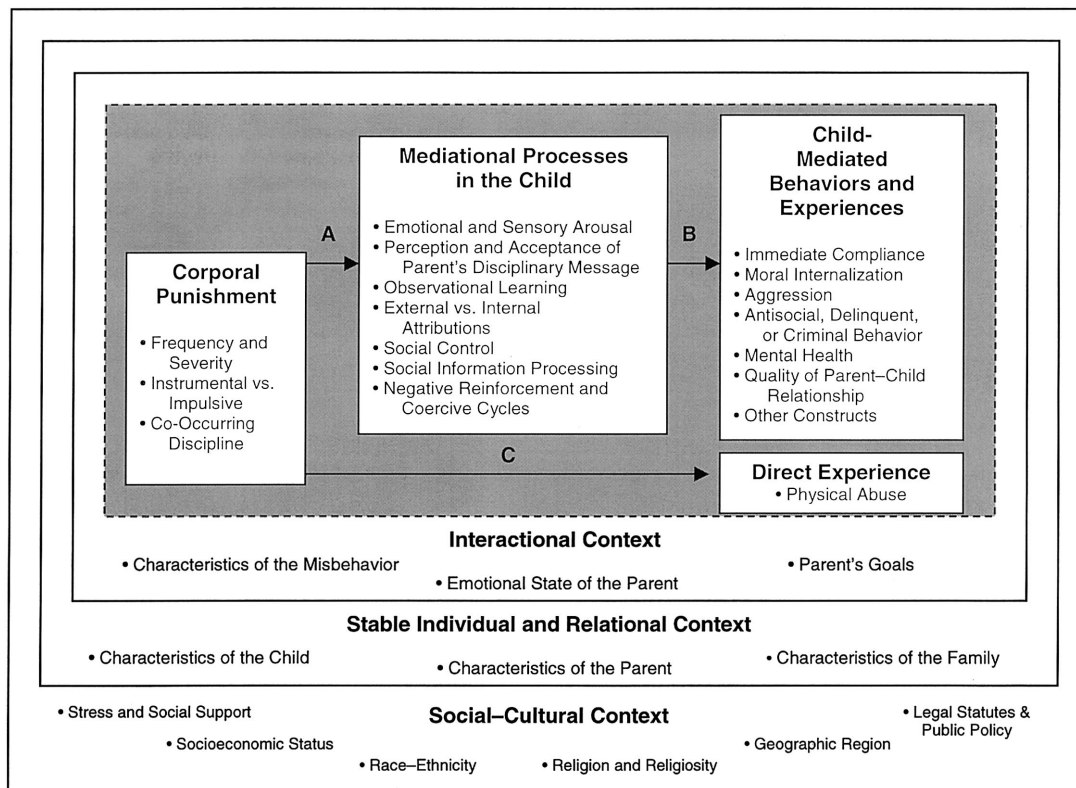 Corporal
Punishment
• Frequency and
Severity
• Instrumental vs.
Impulsive
• Co-Occurring
Discipline
A
Mediational Processes
in the Child
• Emotional and Sensory Arousal
• Perception and Acceptance of
Parent's Disciplinary Message
• Observational Learning
• External vs. Internal
Attributions
• Social Control
• Social Information Processing
• Negative Reinforcement and
Coercive Cycles
B
Child-
Mediated
Behaviors and
Experiences
• Immediate Compliance
• Moral Internalization
• Aggression
• Antisocial, Delinquent,
or Criminal Behavior
• Mental Health
• Quality of Parent–Child
Relationship
• Other Constructs
C
Direct Experience
• Physical Abuse
Interactional Context
• Characteristics of the Misbehavior
• Emotional State of the Parent
• Parent's Goals
Stable Individual and Relational Context
• Characteristics of the Child
• Characteristics of the Parent
• Characteristics of the Family
Social–Cultural Context
• Stress and Social Support
• Socioeconomic Status
• Race–Ethnicity
• Religion and Religiosity
• Geographic Region
• Legal Statutes &
Public Policy